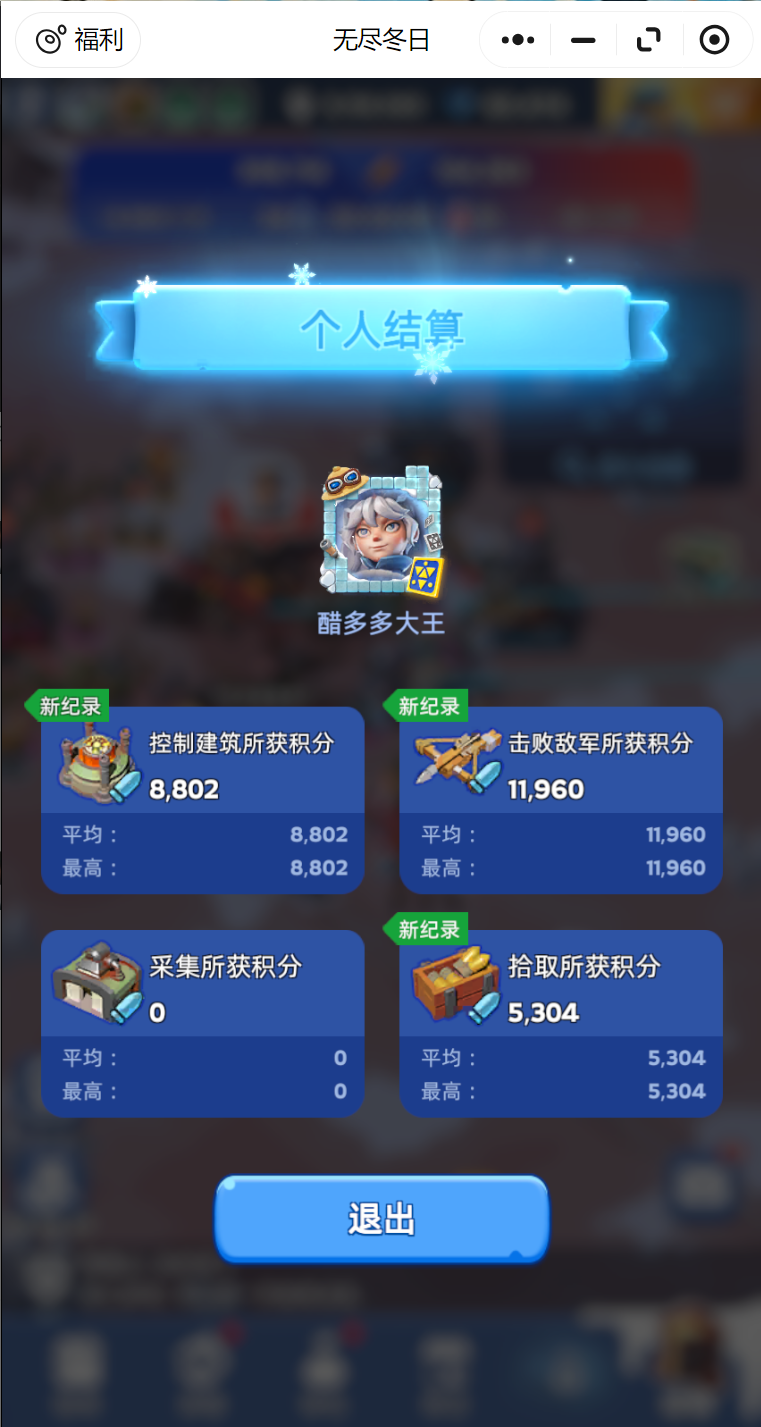 福利
无尽冬日
个人结算
醋多多大王
新纪录
控制建筑所获积分
8,802
平均：
8,802
最高：
8,802
新纪录
击败敌军所获积分
11,960
平均：
11,960
最高：
11,960
采集所获积分
0
平均：
0
最高：
0
新纪录
拾取所获积分
5,304
平均：
5,304
最高：
5,304
退出